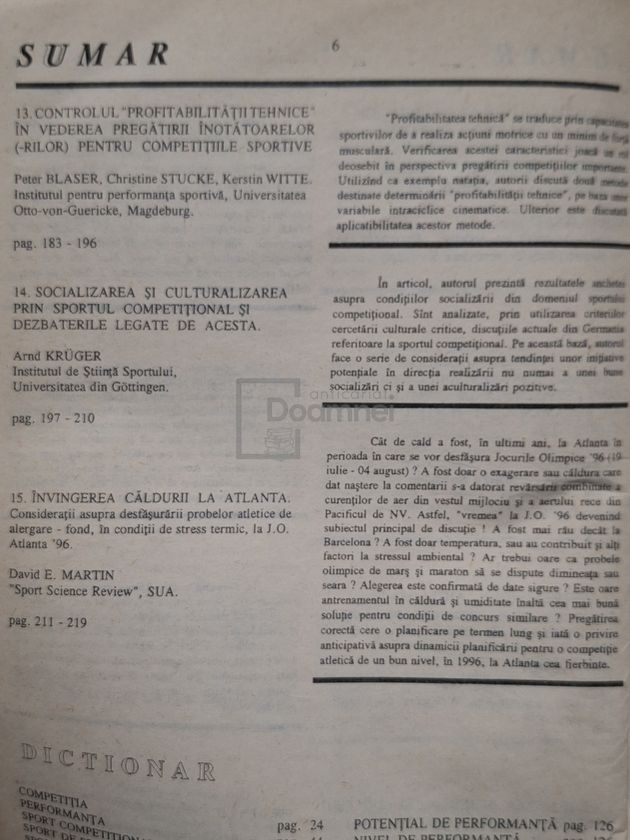 SUMAR
6
13. CONTROLUL "PROFITABILITĂȚII TEHNICE"
ÎN VEDEREA PREGĂTIRII ÎNOTĂTOARELOR
(-RILOR) PENTRU COMPETIȚIILE SPORTIVE
Peter BLASER, Christine STUCKE, Kerstin WITTE.
Institutul pentru performanța sportivă, Universitatea
Otto-von-Guericke, Magdeburg.
pag. 183 - 196
"Profitabilitatea tehnică" se traduce prin capacitatea
sportivilor de a realiza acțiuni motrice cu un minim de forță
musculară. Verificarea acestei caracteristici joacă un rol
deosebit în perspectiva pregătirii competițiilor importante.
Utilizînd ca exemplu natația, autorii discută două metode
destinate determinării "profitabilității tehnice", pe baza unor
variabile intraciclice cinematice. Ulterior este discutată
aplicatibilitatea acestor metode.
14. SOCIALIZAREA ȘI CULTURALIZAREA
PRIN SPORTUL COMPETIȚIONAL ȘI
DEZBATERILE LEGATE DE ACESTA.
Arnd KRÜGER
Institutul de Știință Sportului,
Universitatea din Göttingen.
pag. 197 - 210
În articol, autorul prezintă rezultatele anchetei
asupra condițiilor socializării din domeniul sportului
competițional. Sînt analizate, prin utilizarea criteriilor
cercetării culturale critice, discuțiile actuale din Germania
referitoare la sportul competițional. Pe această bază, autorul
face o serie de considerații asupra tendinței unor inițiative
potențiale în direcția realizării nu numai a unei bune
socializări ci și a unei aculturalizări pozitive.
anticariat
Doamnei
15. ÎNVINGEREA CĂLDURII LA ATLANTA.
Considerații asupra desfășurării probelor atletice de
alergare - fond, în condiții de stress termic, la J.O.
Atlanta '96.
David E. MARTIN
"Sport Science Review", SUA.
pag. 211 - 219
Cât de cald a fost, în ultimi ani, la Atlanta în
perioada în care se vor desfășura Jocurile Olimpice '96 (19
iulie - 04 august) ? A fost doar o exagerare sau căldura care
dat naștere la comentarii s-a datorat revărsării combinate a
curenților de aer din vestul mijlociu și a aerului rece din
Pacificul de NV. Astfel, "vremea" la J.O. '96 devenind
subiectul principal de discuție ! A fost mai rău decît la
Barcelona ? A fost doar temperatura, sau au contribuit și alți
factori la stressul ambiental ? Ar trebui oare ca probele
olimpice de marș și maraton să se dispute dimineața sau
seara ? Alegerea este confirmată de date sigure ? Este oare
antrenamentul în căldură și umiditate înaltă cea mai bună
soluție pentru condiții de concurs similare ? Pregătirea
corectă cere o planificare pe termen lung și iată o privire
anticipativă asupra dinamicii planificării pentru o competiție
atletică de un bun nivel, în 1996, la Atlanta cea fierbinte.
DICTIONAR
COMPETIȚIA
PERFORMANȚA
SPORT COMPETIȚIONAL
pag. 24
POTENȚIAL DE PERFORMANȚĂ pag. 126
NIVEL DE PERFORMANȚĂ